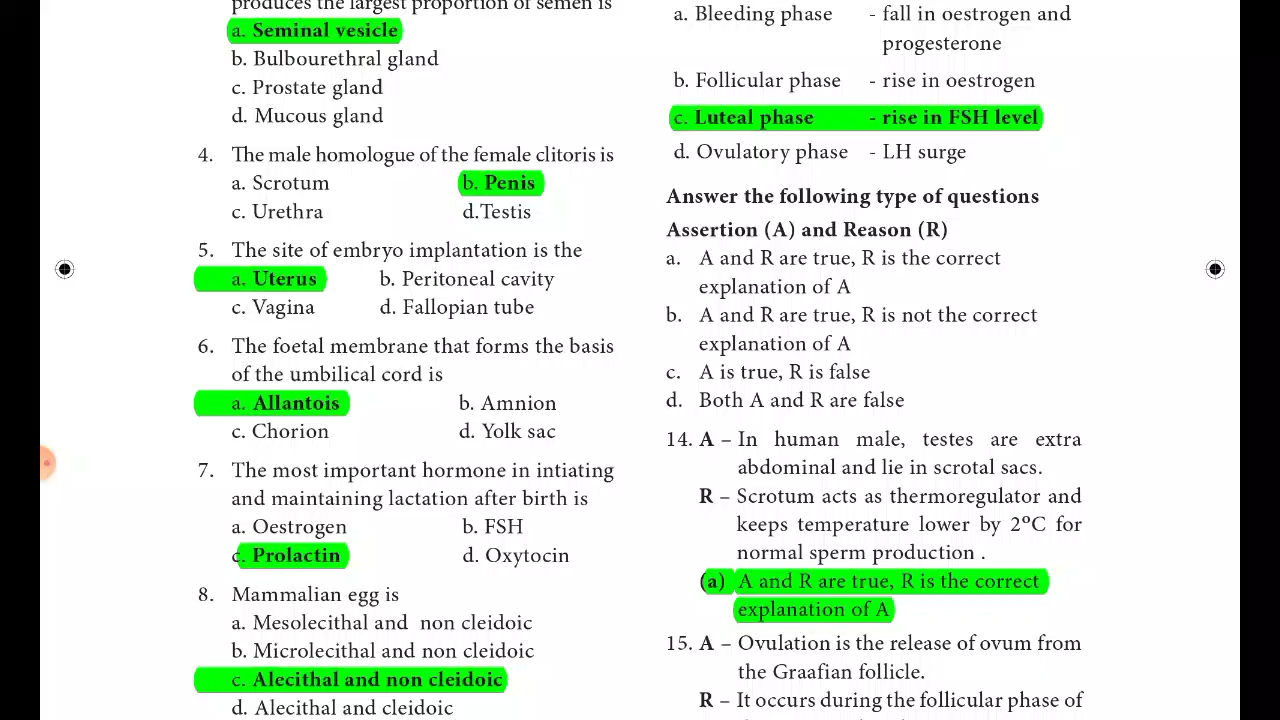 produces the largest proportion of semen is
a. Seminal vesicle
b. Bulbourethral gland
c. Prostate gland
d. Mucous gland
4. The male homologue of the female clitoris is
a. Scrotum b. Penis
c. Urethra d.Testis
5. The site of embryo implantation is the
a. Uterus b. Peritoneal cavity
c. Vagina d. Fallopian tube
6. The foetal membrane that forms the basis
of the umbilical cord is
a. Allantois b. Amnion
c. Chorion d. Yolk sac
7. The most important hormone in intiating
and maintaining lactation after birth is
a. Oestrogen b. FSH
c. Prolactin d. Oxytocin
8. Mammalian egg is
a. Mesolecithal and non cleidoic
b. Microlecithal and non cleidoic
c. Alecithal and non cleidoic
d. Alecithal and cleidoic
a. Bleeding phase - fall in oestrogen and
progesterone
b. Follicular phase - rise in oestrogen
c. Luteal phase - rise in FSH level
d. Ovulatory phase - LH surge
Answer the following type of questions
Assertion (A) and Reason (R)
a. A and R are true, R is the correct
explanation of A
b. A and R are true, R is not the correct
explanation of A
c. A is true, R is false
d. Both A and R are false
14. A – In human male, testes are extra
abdominal and lie in scrotal sacs.
R – Scrotum acts as thermoregulator and
keeps temperature lower by 2°C for
normal sperm production .
(a) A and R are true, R is the correct
explanation of A
15. A – Ovulation is the release of ovum from
the Graafian follicle.
R – It occurs during the follicular phase of